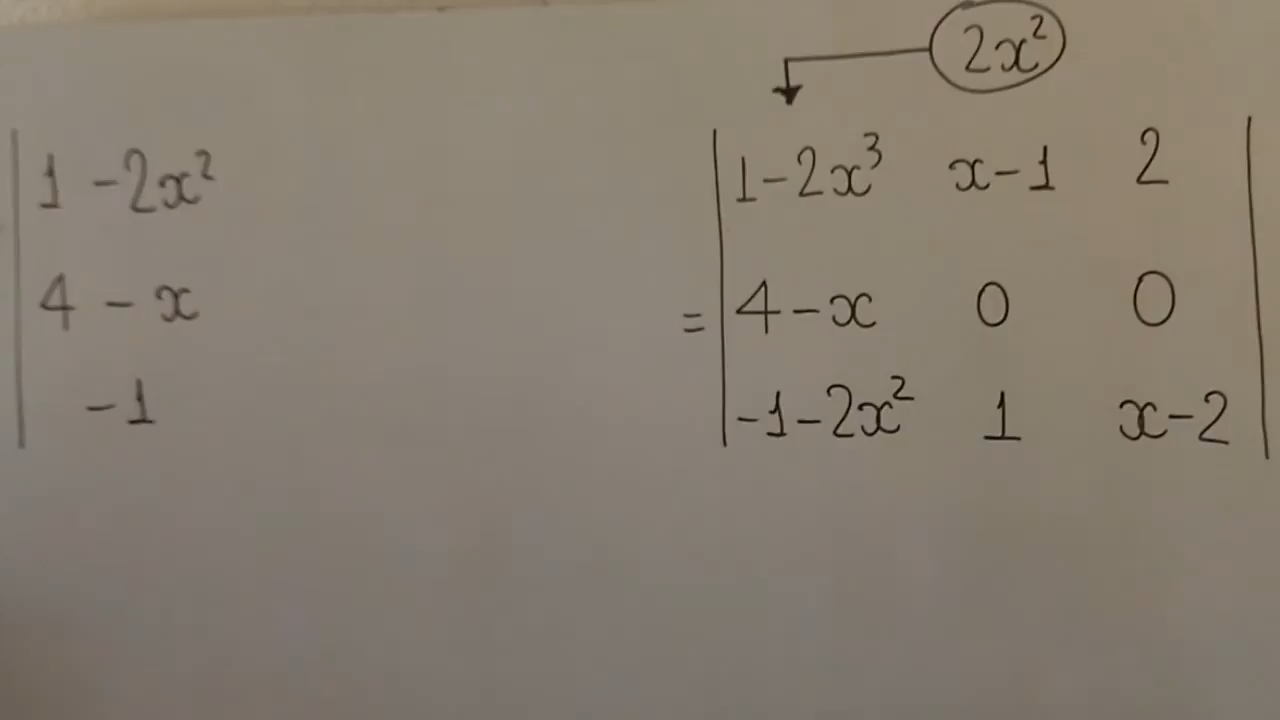 2x²
1 - 2x² = | 1 - 2x³ x - 1 2 |
4 - x | 4 - x 0 0 |
-1 | -1 - 2x² 1 x - 2 |